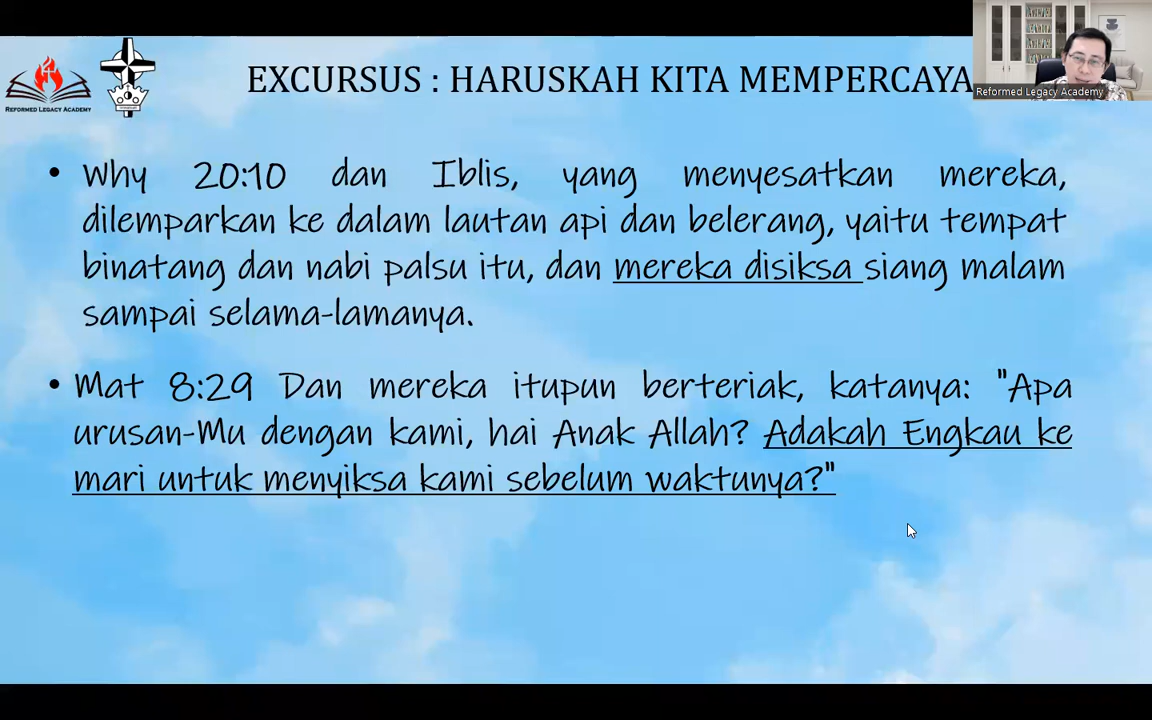 EXCURSUS : HARUSKAH KITA MEMPERCAYA
Reformed Legacy Academy
REFORMED LEGACY ACADEMY
• Why 20:10 dan Iblis, yang menyesatkan mereka,
dilemparkan ke dalam lautan api dan belerang, yaitu tempat
binatang dan nabi palsu itu, dan mereka disiksa siang malam
sampai selama-lamanya.
• Mat 8:29 Dan mereka itupun berteriak, katanya: "Apa
urusan-Mu dengan kami, hai Anak Allah? Adakah Engkau ke
mari untuk menyiksa kami sebelum waktunya?"